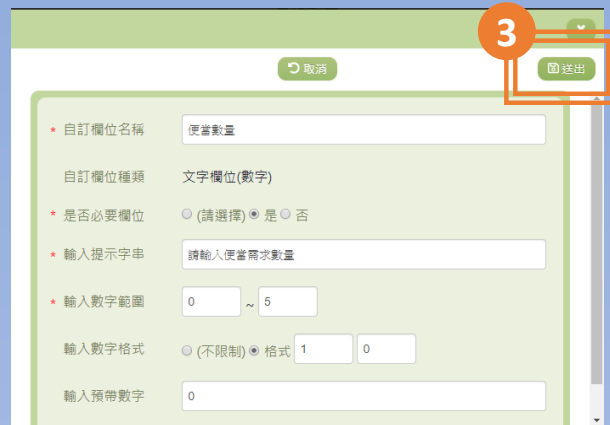 3
取消
送出
* 自訂欄位名稱 便當數量
自訂欄位種類 文字欄位(數字)
* 是否必要欄位 (請選擇) 是 否
* 輸入提示字串 請輸入便當需求數量
* 輸入數字範圍 0 ~ 5
輸入數字格式 (不限制) 格式 1 0
輸入預帶數字 0